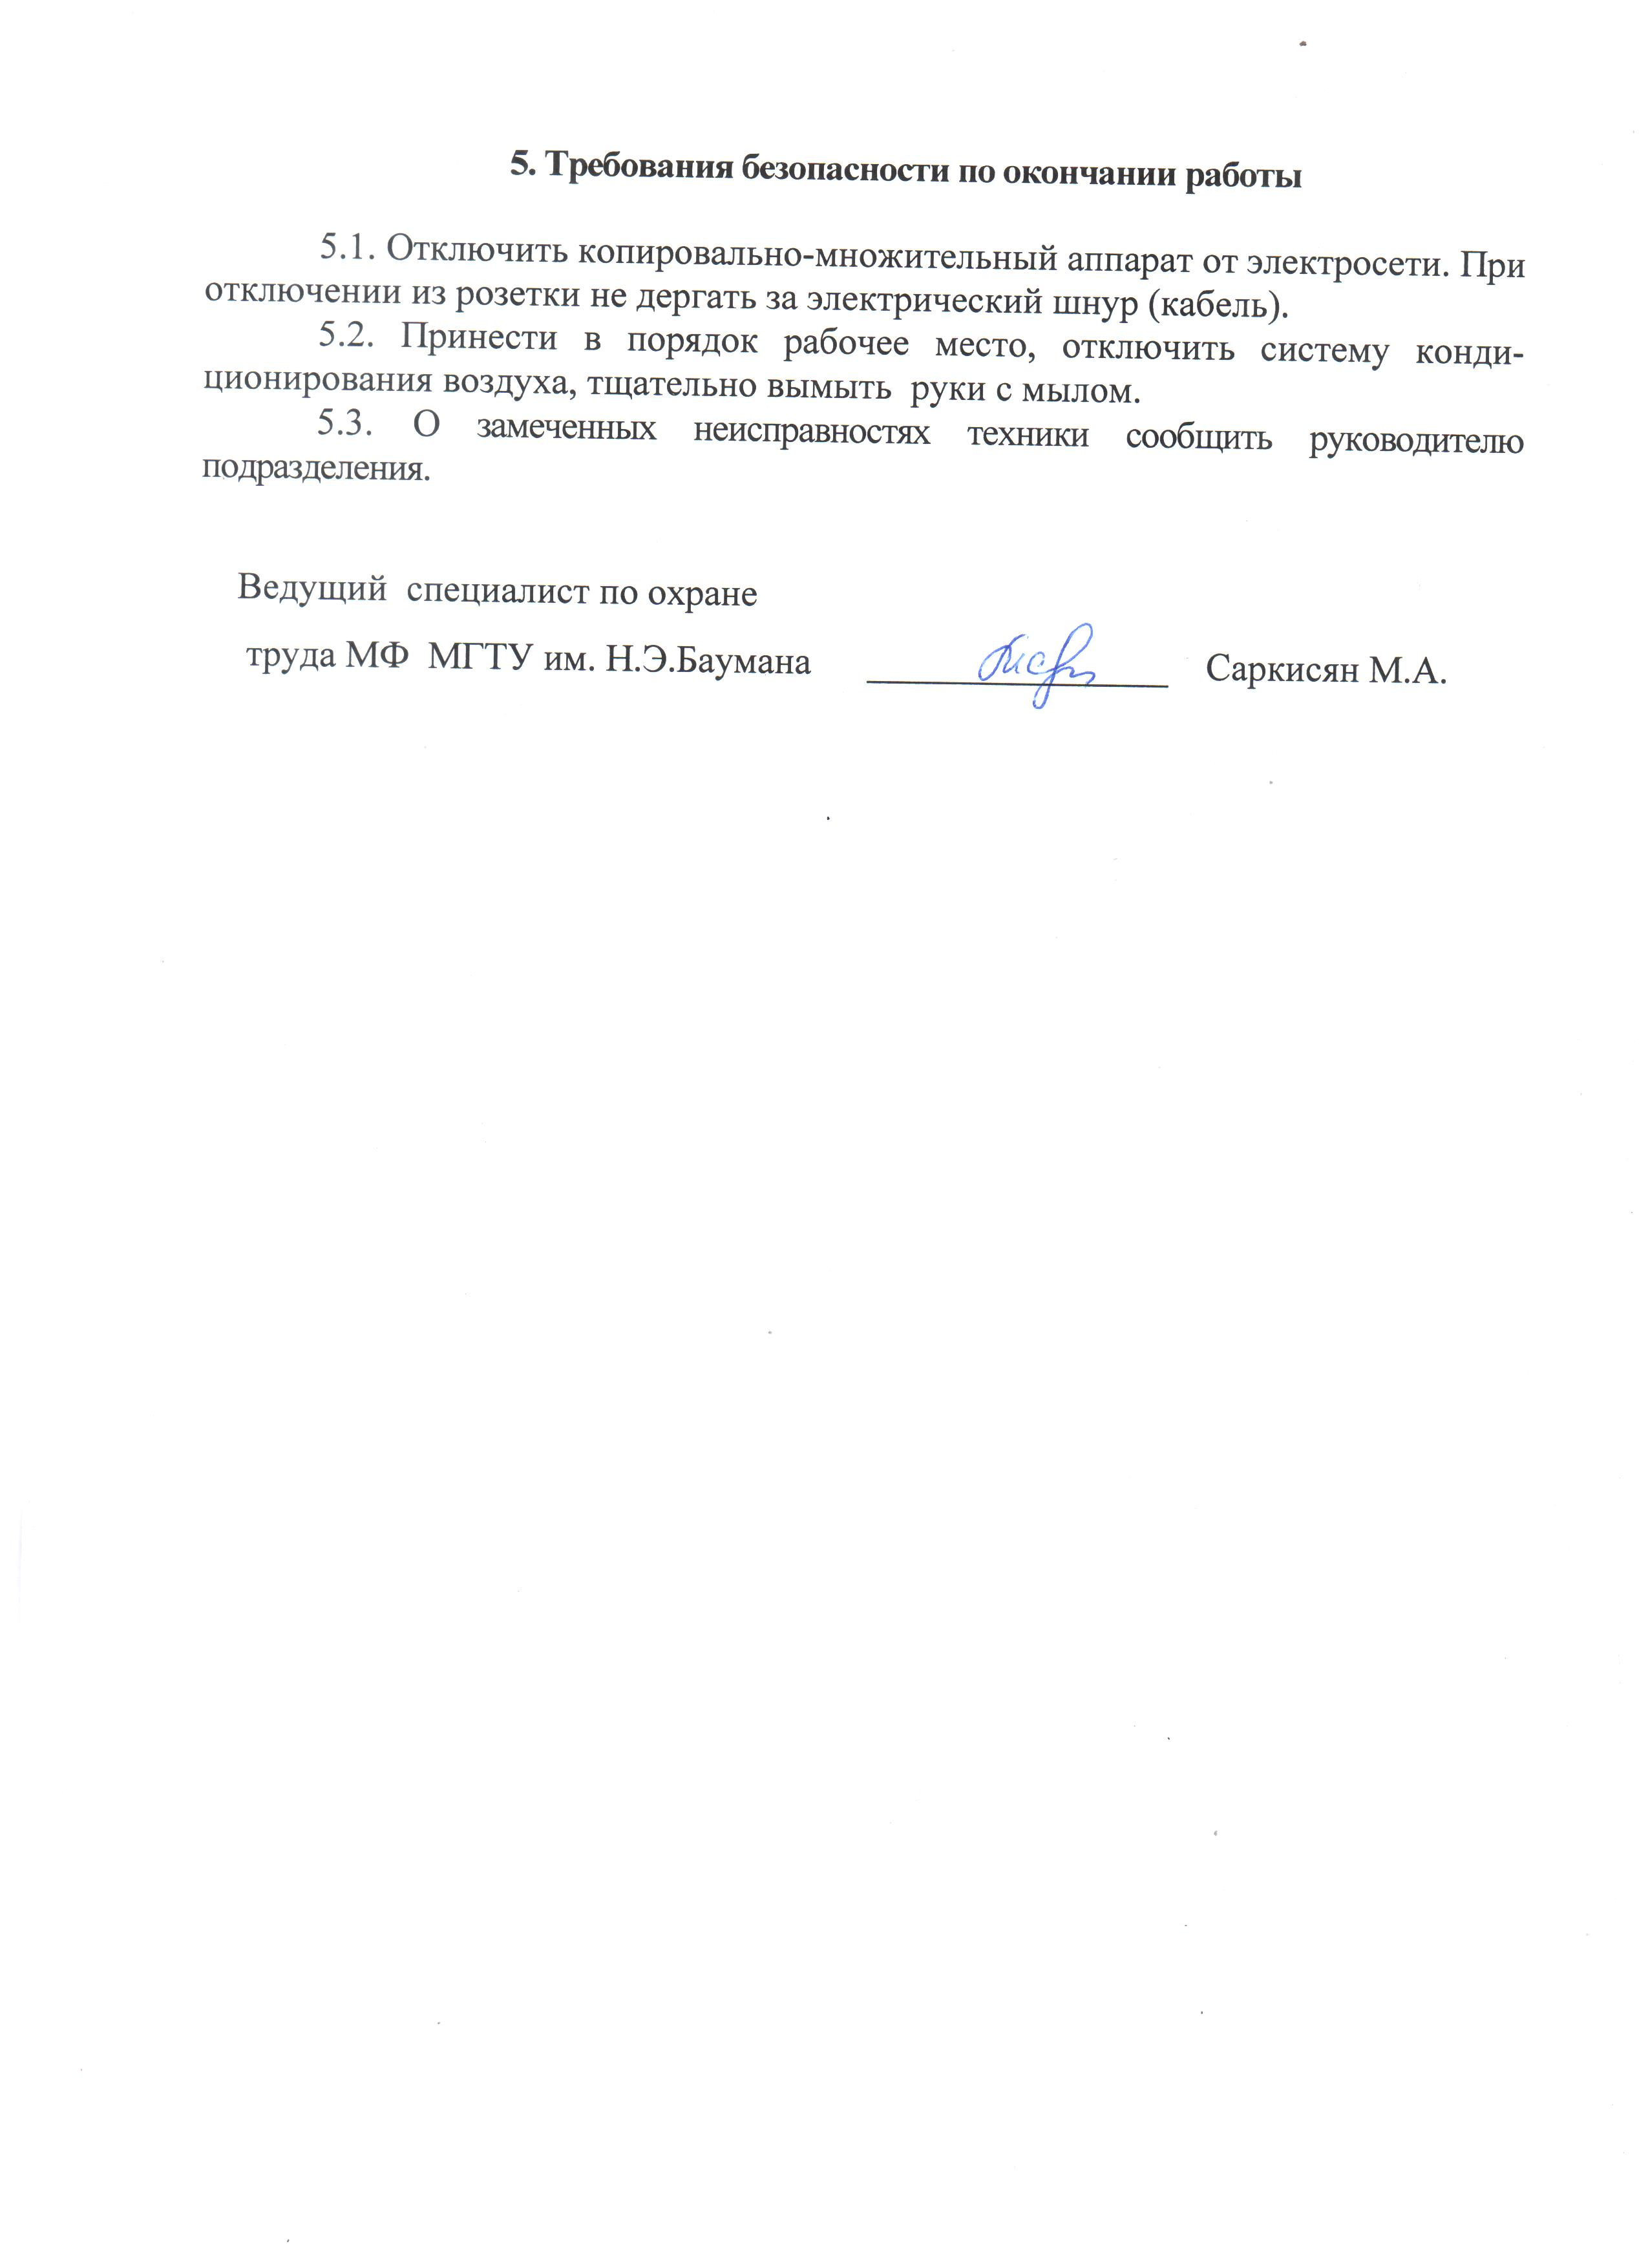 5. Требования безопасности по окончании работы
5.1. Отключить копировально-множительный аппарат от электросети. При
отключении из розетки не дергать за электрический шнур (кабель).
5.2. Принести в порядок рабочее место, отключить систему конди-
ционирования воздуха, тщательно вымыть руки с мылом.
5.3. О замеченных неисправностях техники сообщить руководителю
подразделения.
Ведущий специалист по охране
труда МФ МГТУ им. Н.Э.Баумана Саркисян М.А.